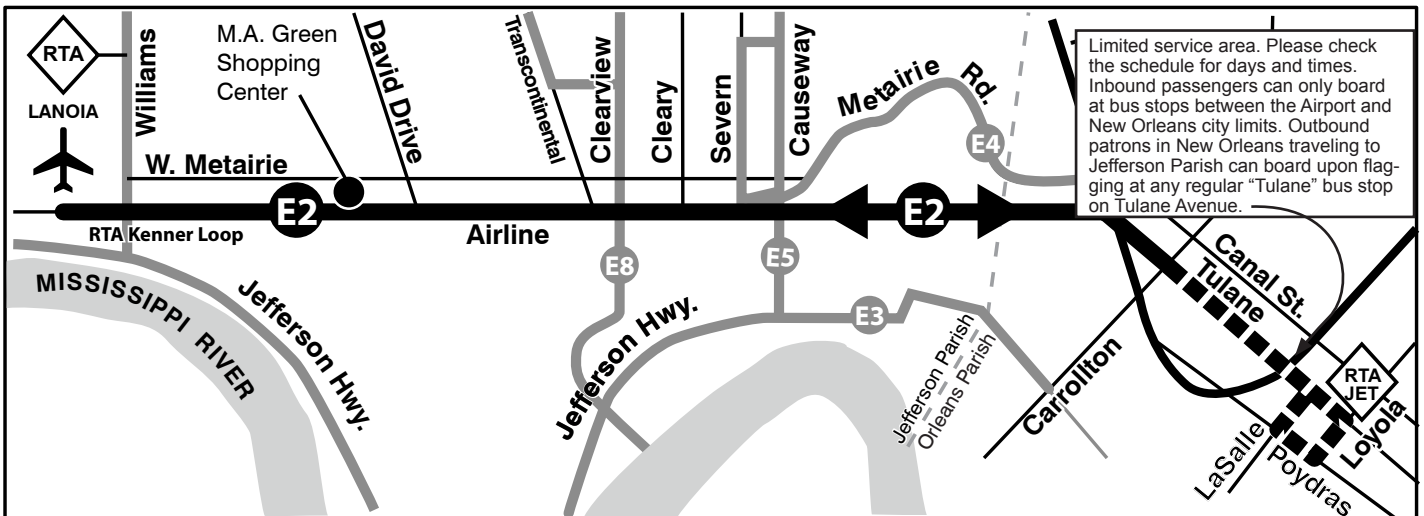 RTA
LANOIA
Williams
M.A. Green
Shopping
Center
David Drive
Transcontinental
Clearview
Cleary
Severn
Causeway
Metairie Rd.
E4
Limited service area. Please check
the schedule for days and times.
Inbound passengers can only board
at bus stops between the Airport and
New Orleans city limits. Outbound
patrons in New Orleans traveling to
Jefferson Parish can board upon flag-
ging at any regular “Tulane” bus stop
on Tulane Avenue.
W. Metairie
E2
E2
RTA Kenner Loop
Airline
E8
E5
E3
MISSISSIPPI RIVER
Jefferson Hwy.
Jefferson Hwy.
Jefferson Parish
Orleans Parish
Carrollton
Tulane
Canal St.
RTA
JET
Loyola
LaSalle
Poydras